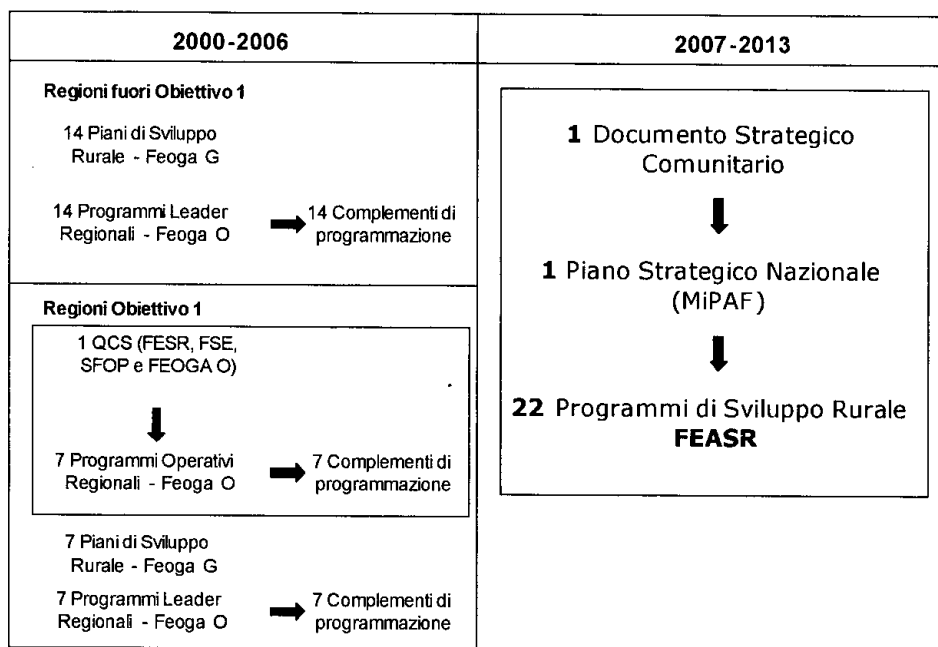 2000-2006
Regioni fuori Obiettivo 1
14 Piani di Sviluppo
Rurale - Feoga G
14 Programmi Leader
Regionali - Feoga O
14 Complementi di
programmazione
Regioni Obiettivo 1
1 QCS (FESR, FSE,
SFOP e FEOGA O)
7 Programmi Operativi
Regionali - Feoga O
7 Complementi di
programmazione
7 Piani di Sviluppo
Rurale - Feoga G
7 Programmi Leader
Regionali - Feoga O
7 Complementi di
programmazione
2007-2013
1 Documento Strategico
Comunitario
1 Piano Strategico Nazionale
(MiPAF)
22 Programmi di Sviluppo Rurale
FEASR